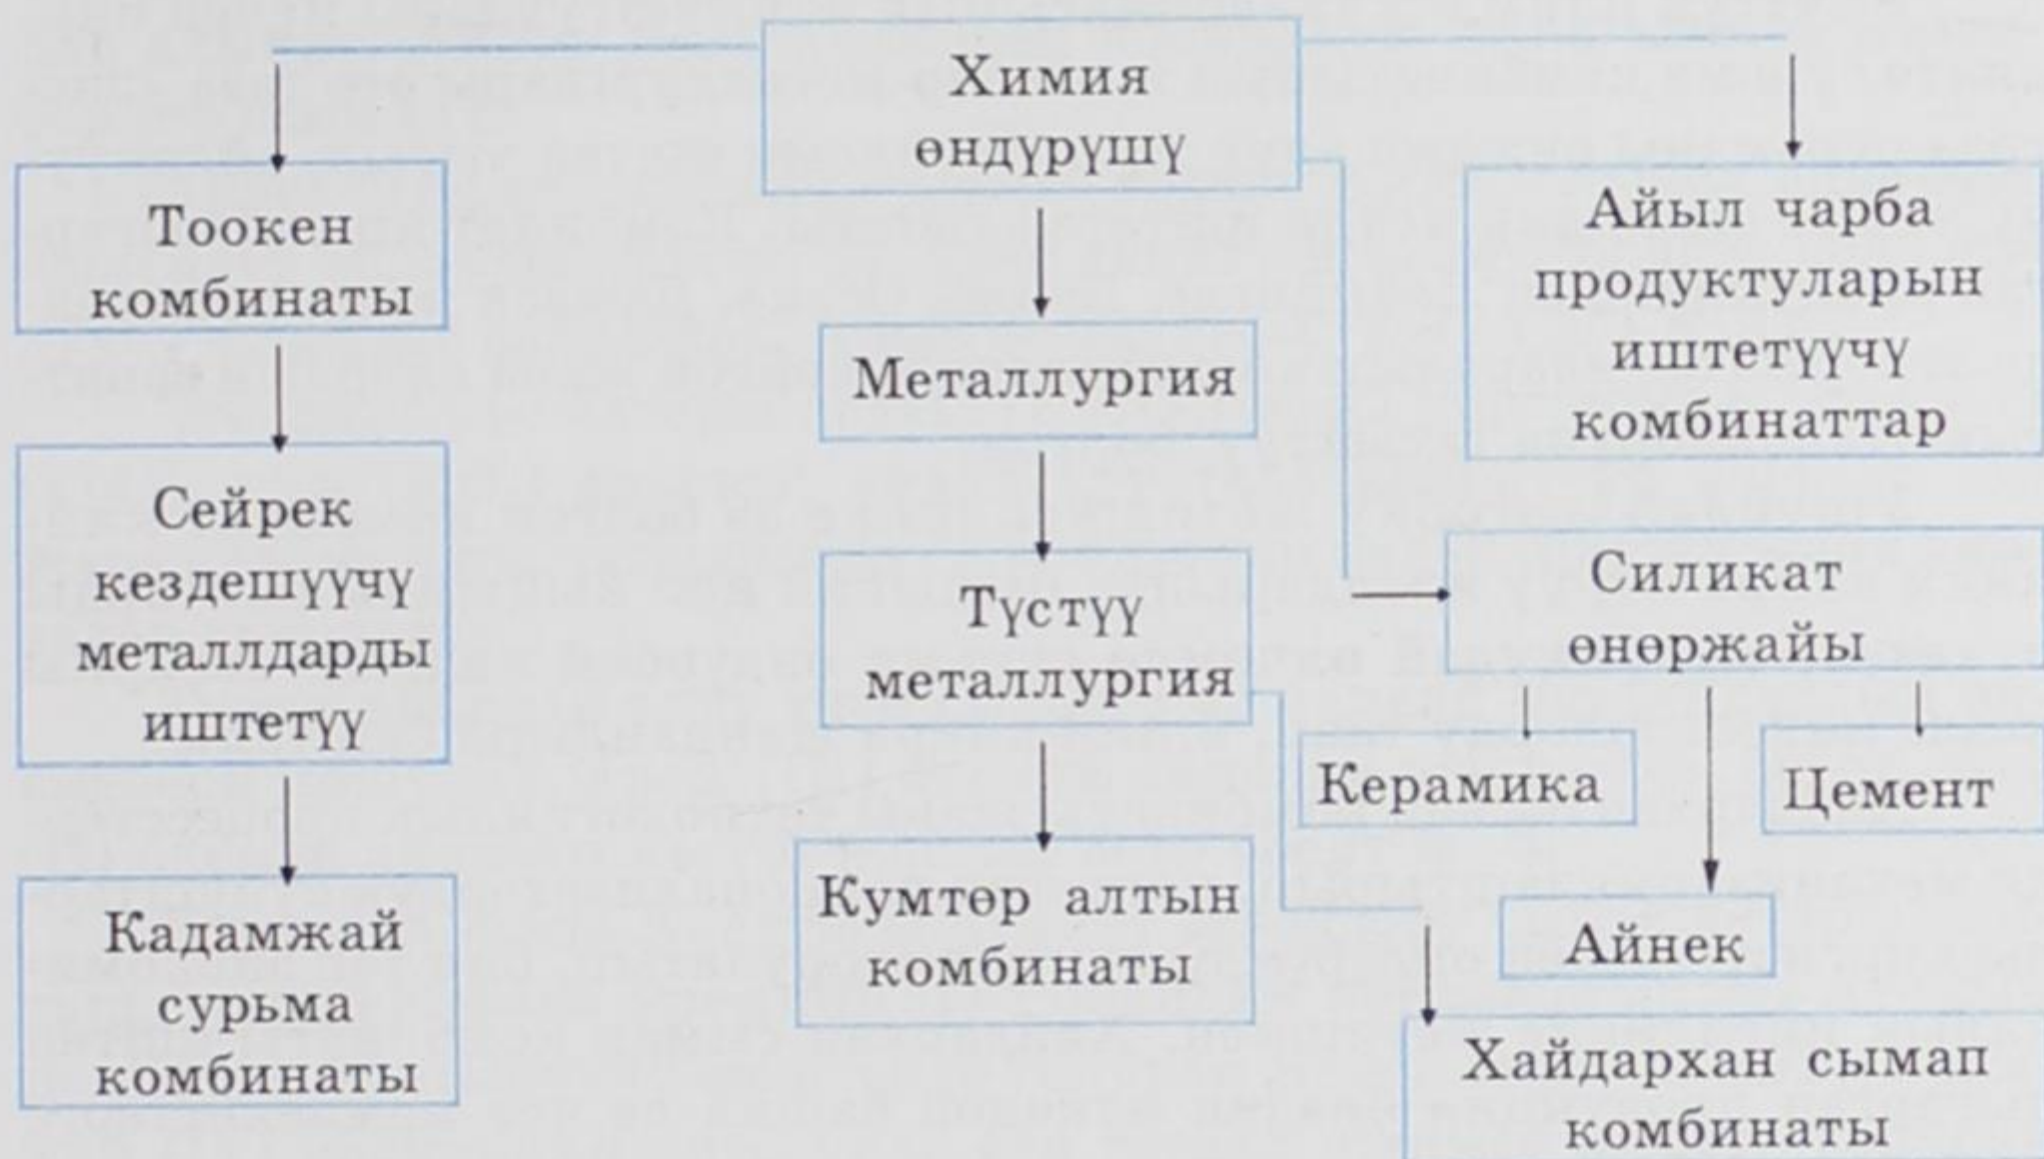 Химия
өндүрүшү
Тоокен
комбинаты
Сейрек
кездешүүчү
металлдарды
иштетүү
Кадамжай
сурьма
комбинаты
Металлургия
Түстүү
металлургия
Кумтөр алтын
комбинаты
Хайдархан сымап
комбинаты
Айыл чарба
продуктуларын
иштетүүчү
комбинаттар
Силикат
өнөржайы
Керамика
Айнек
Цемент